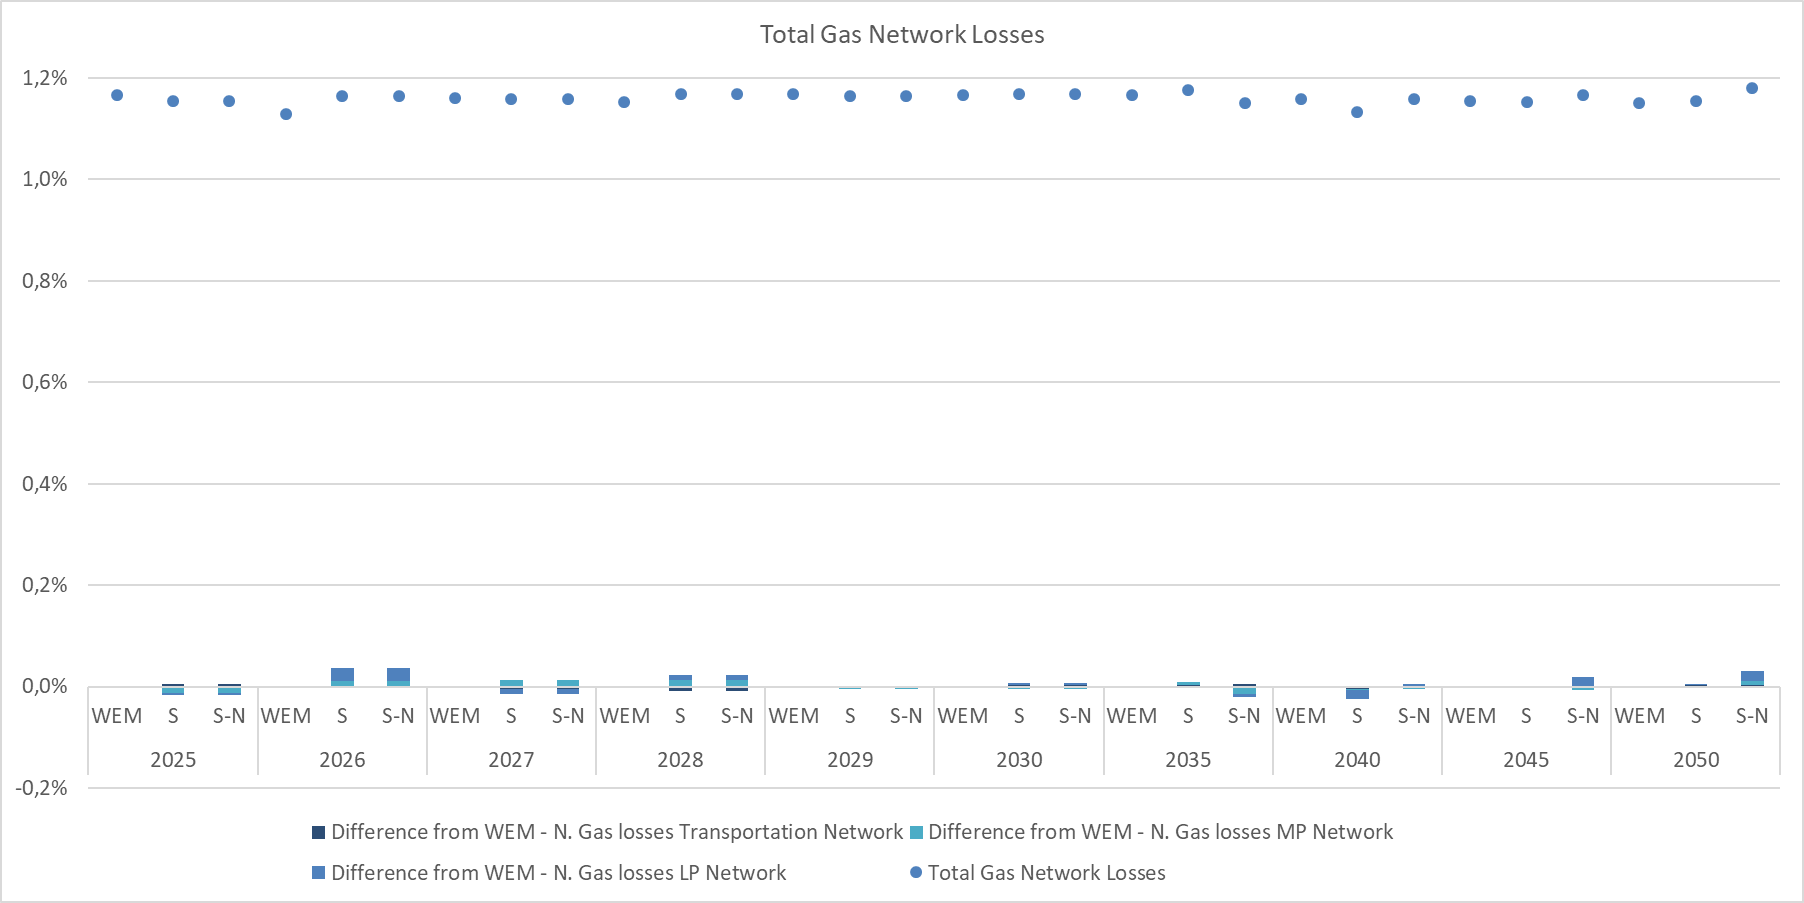 Total Gas Network Losses
1,2%
1,0%
0,8%
0,6%
0,4%
0,2%
0,0%
-0,2%
WEM S S-N WEM S S-N WEM S S-N WEM S S-N WEM S S-N WEM S S-N WEM S S-N WEM S S-N WEM S S-N WEM S S-N
2025 2026 2027 2028 2029 2030 2035 2040 2045 2050
Difference from WEM - N. Gas losses Transportation Network Difference from WEM - N. Gas losses MP Network
Difference from WEM - N. Gas losses LP Network Total Gas Network Losses